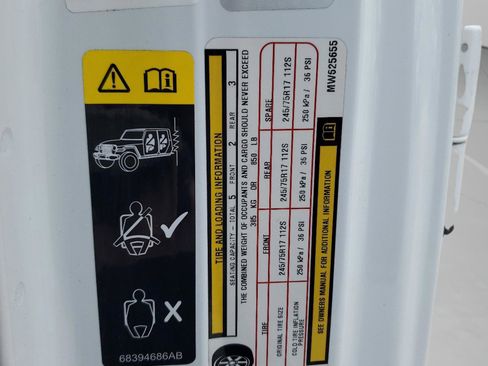 TIRE AND LOADING INFORMATION
SEATING CAPACITY - TOTAL 5 FRONT 2 REAR 3
THE COMBINED WEIGHT OF OCCUPANTS AND CARGO SHOULD NEVER EXCEED
385 KG OR 850 LB
TIRE FRONT REAR SPARE
ORIGINAL TIRE SIZE 245/75R17 112S 245/75R17 112S 245/75R17 112S
COLD TIRE INFLATION
PRESSURE 250 kPa / 36 PSI 250 kPa / 36 PSI 250 kPa / 36 PSI
SEE OWNERS MANUAL FOR ADDITIONAL INFORMATION
MW525655
68394686AB